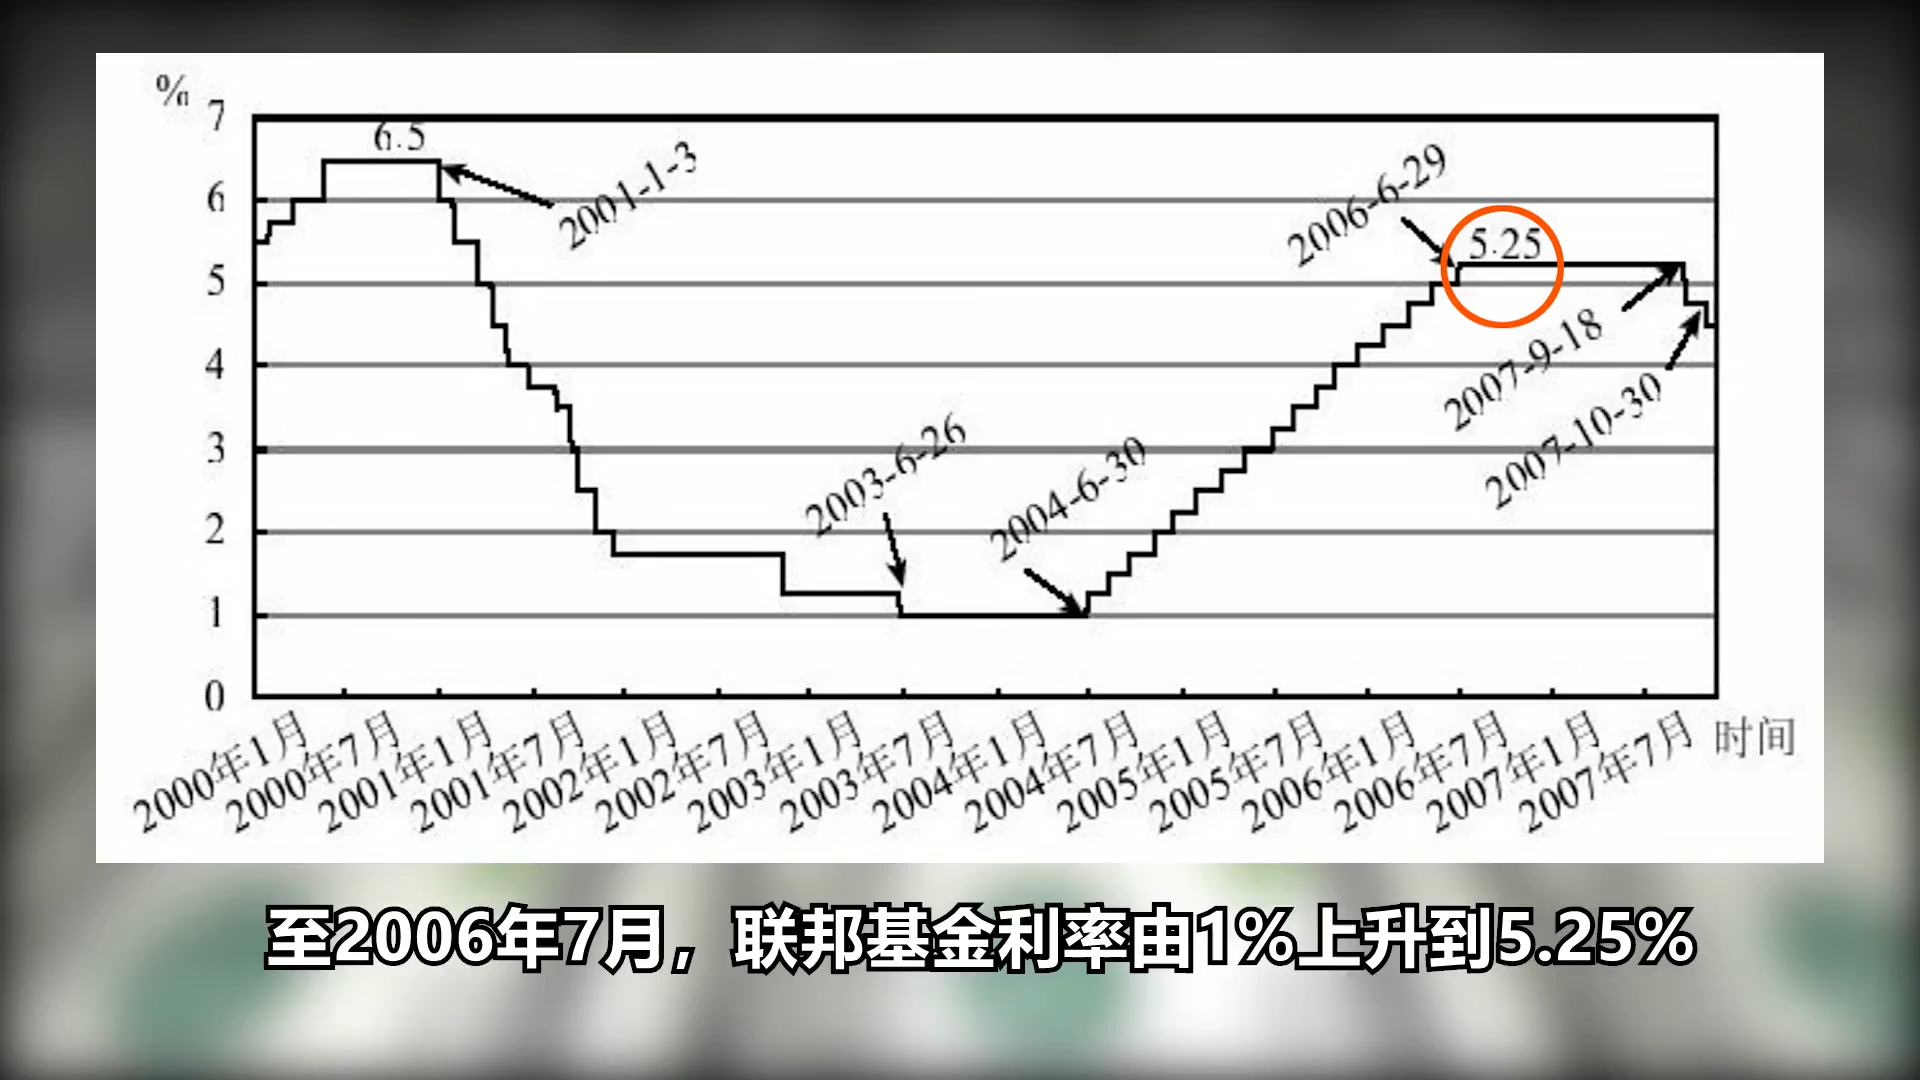 %
7
6.5
2001-1-3
2006-6-29
6
5.25
5
2007-9-18
4
2007-10-30
3
2003-6-26
2004-6-30
2
1
0
2000年1月
2000年7月
2001年1月
2001年7月
2002年1月
2002年7月
2003年1月
2003年7月
2004年1月
2004年7月
2005年1月
2005年7月
2006年1月
2006年7月
2007年1月
2007年7月
时间
至2006年7月，联邦基金利率由1%上升到5.25%